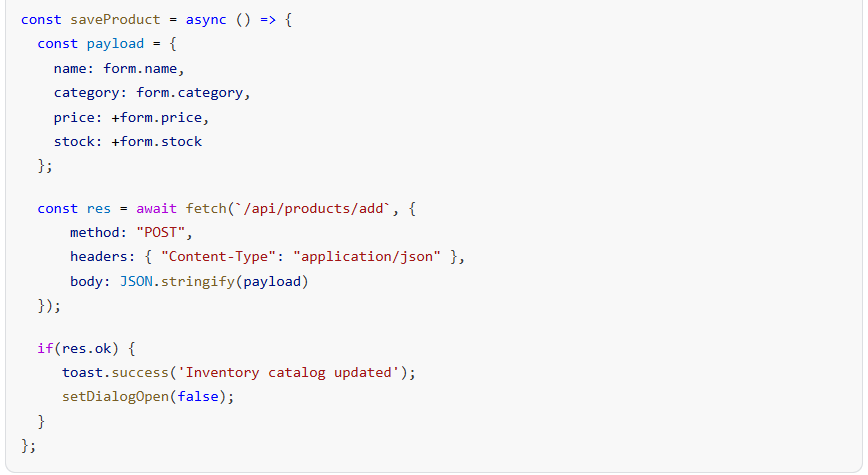 const saveProduct = async () => {
  const payload = {
    name: form.name,
    category: form.category,
    price: +form.price,
    stock: +form.stock
  };

  const res = await fetch(`/api/products/add`, {
      method: "POST",
      headers: { "Content-Type": "application/json" },
      body: JSON.stringify(payload)
  });

  if(res.ok) {
     toast.success('Inventory catalog updated');
     setDialogOpen(false);
  }
};